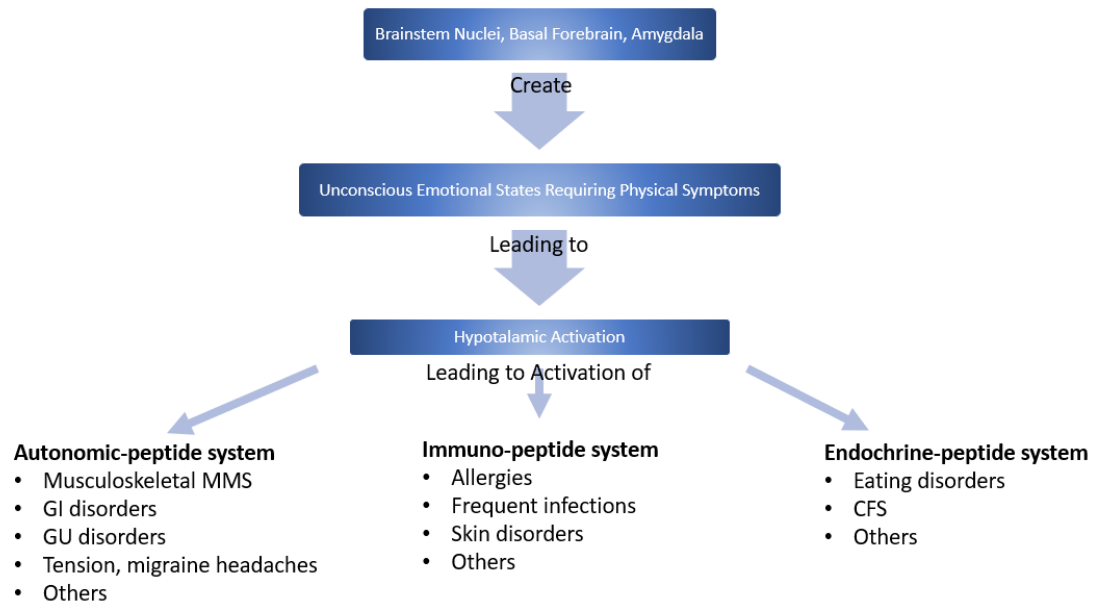 Brainstem Nuclei, Basal Forebrain, Amygdala
Create
Unconscious Emotional States Requiring Physical Symptoms
Leading to
Hypotalamic Activation
Leading to Activation of
Autonomic-peptide system
• Musculoskeletal MMS
• GI disorders
• GU disorders
• Tension, migraine headaches
• Others
Immuno-peptide system
• Allergies
• Frequent infections
• Skin disorders
• Others
Endocrine-peptide system
• Eating disorders
• CFS
• Others